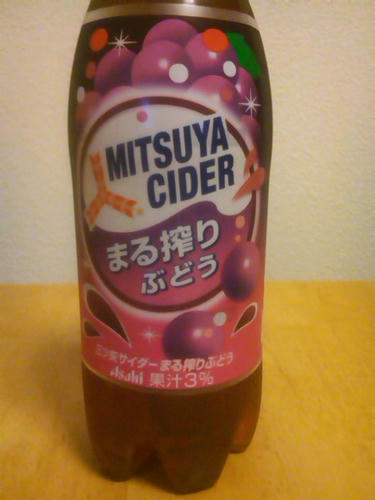 MITSUYA
CIDER
まる搾り
ぶどう
三ツ矢サイダーまる搾りぶどう
Asahi 果汁3%